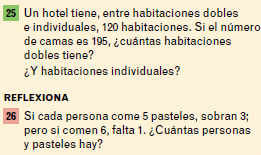 25 Un hotel tiene, entre habitaciones dobles
e individuales, 120 habitaciones. Si el número
de camas es 195, ¿cuántas habitaciones
dobles tiene?
¿Y habitaciones individuales?
REFLEXIONA
26 Si cada persona come 5 pasteles, sobran 3;
pero si comen 6, falta 1. ¿Cuántas personas
y pasteles hay?